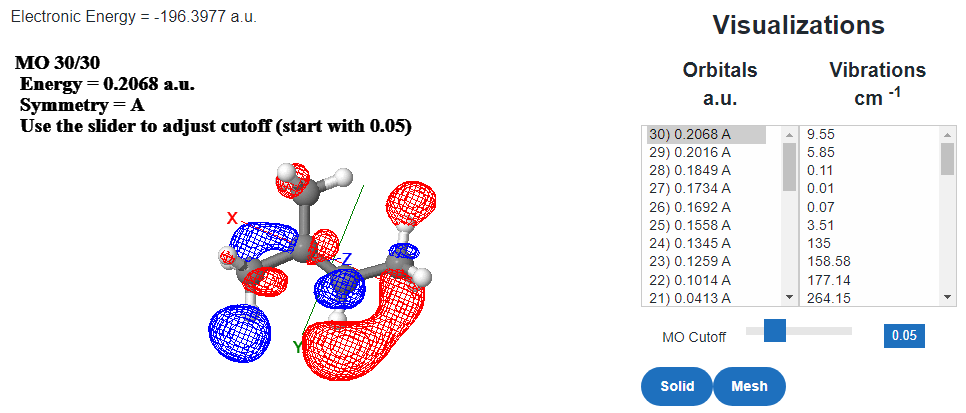 Electronic Energy = -196.3977 a.u.
MO 30/30
Energy = 0.2068 a.u.
Symmetry = A
Use the slider to adjust cutoff (start with 0.05)
X
Z
Y
Visualizations
Orbitals
a.u.
Vibrations
cm -1
30) 0.2068 A
29) 0.2016 A
28) 0.1849 A
27) 0.1734 A
26) 0.1692 A
25) 0.1558 A
24) 0.1345 A
23) 0.1259 A
22) 0.1014 A
21) 0.0413 A
9.55
5.85
0.11
0.01
0.07
3.51
135
158.58
177.14
264.15
MO Cutoff
0.05
Solid
Mesh